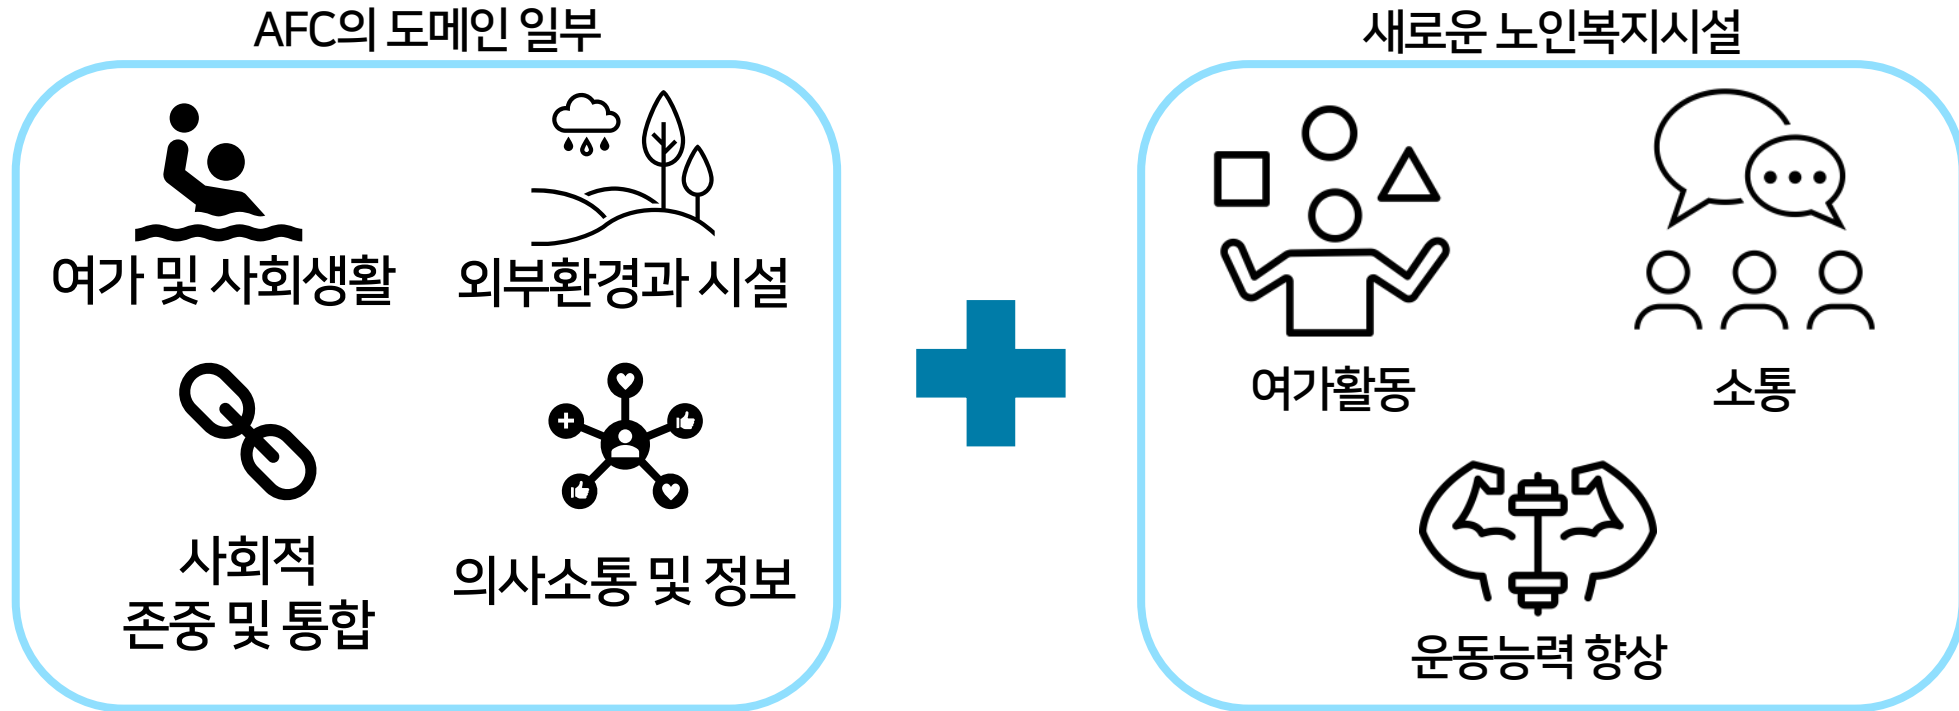 AFC의 도메인 일부
여가 및 사회생활
외부환경과 시설
사회적
존중 및 통합
의사소통 및 정보
새로운 노인복지시설
여가활동
소통
운동능력 향상